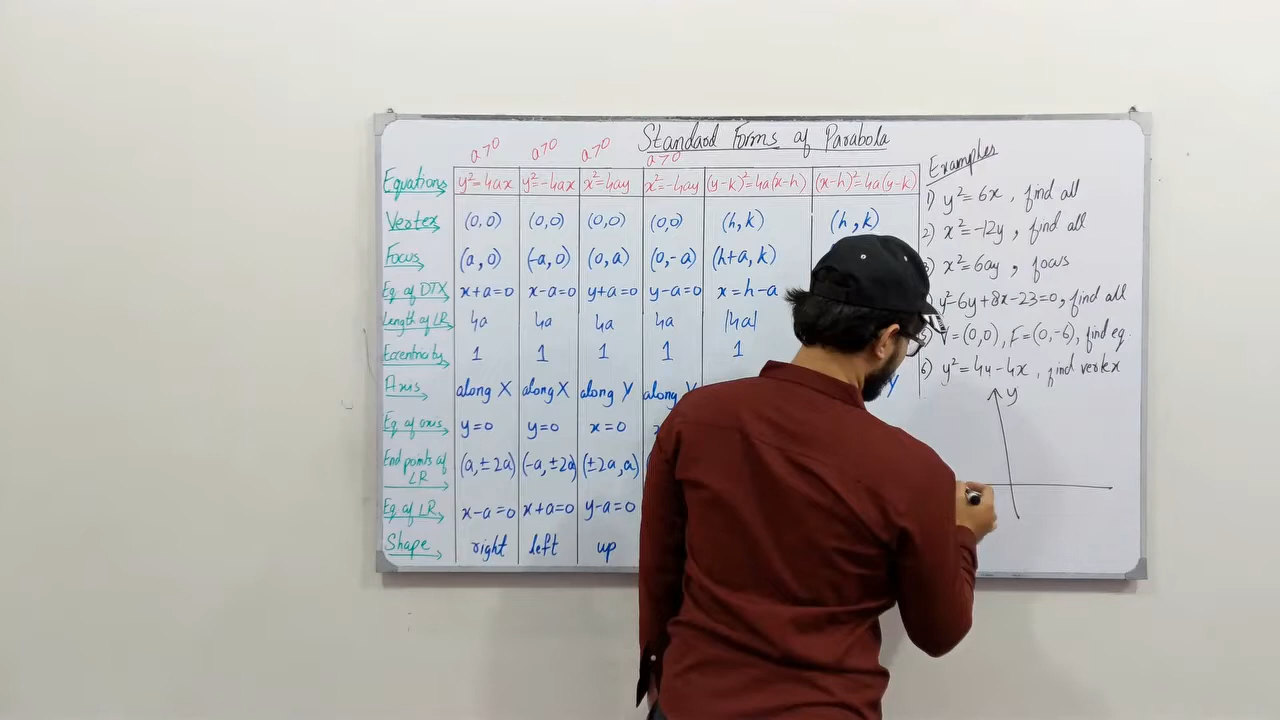 Standard Forms of Parabola
a>0 a>0 a>0 a>0
Equations y²=4ax y²=-4ax x²=4ay x²=-4ay (y-k)²=4a(x-h) (x-h)²=4a(y-k)
Vertex (0,0) (0,0) (0,0) (0,0) (h,k) (h,k)
Focus (a,0) (-a,0) (0,a) (0,-a) (h+a,k)
Eq. of DTX x+a=0 x-a=0 y+a=0 y-a=0 x=h-a
Length of LR 4a 4a 4a 4a |4a|
Eccentricity 1 1 1 1 1
Axis along X along X along Y along Y
Eq. of axis y=0 y=0 x=0
End points of LR (a,±2a) (-a,±2a) (±2a,a)
Eq. of LR x-a=0 x+a=0 y-a=0
Shape right left up
Examples
1) y²=6x, find all
2) x²=-12y, find all
3) x²=6ay, focus
y²-6y+8x-23=0, find all
5) V=(0,0), F=(0,-6), find eq.
6) y²=4y-4x, find vertex
y